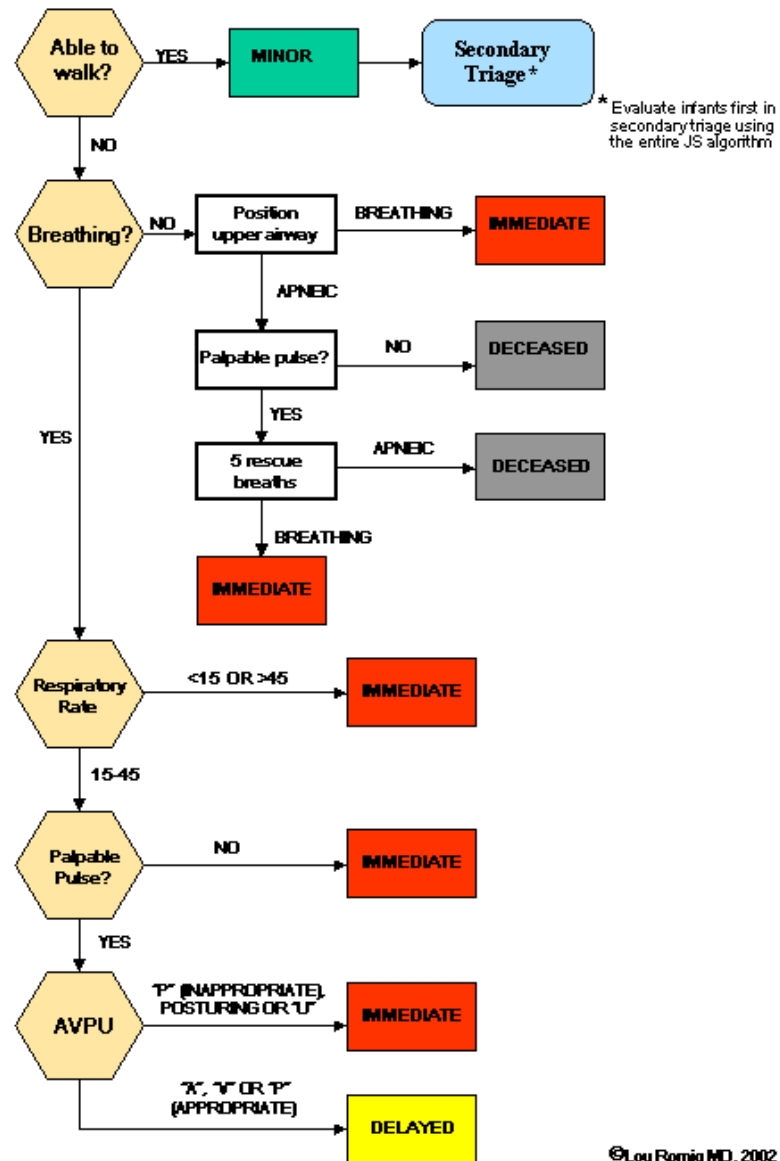 Able to
walk?
YES
MINOR
Secondary
Triage*
* Evaluate infants first in
secondary triage using
the entire JS algorithm
NO
Breathing?
NO
Position
upper airway
BREATHING
IMMEDIATE
APNEIC
Palpable pulse?
NO
DECEASED
YES
YES
5 rescue
breaths
APNEIC
DECEASED
BREATHING
IMMEDIATE
Respiratory
Rate
<15 OR >45
IMMEDIATE
15-45
Palpable
Pulse?
NO
IMMEDIATE
YES
AVPU
"P" (INAPPROPRIATE),
POSTURING OR "U"
IMMEDIATE
"A", "V" OR "P"
(APPROPRIATE)
DELAYED
©Lou Romig MD, 2002